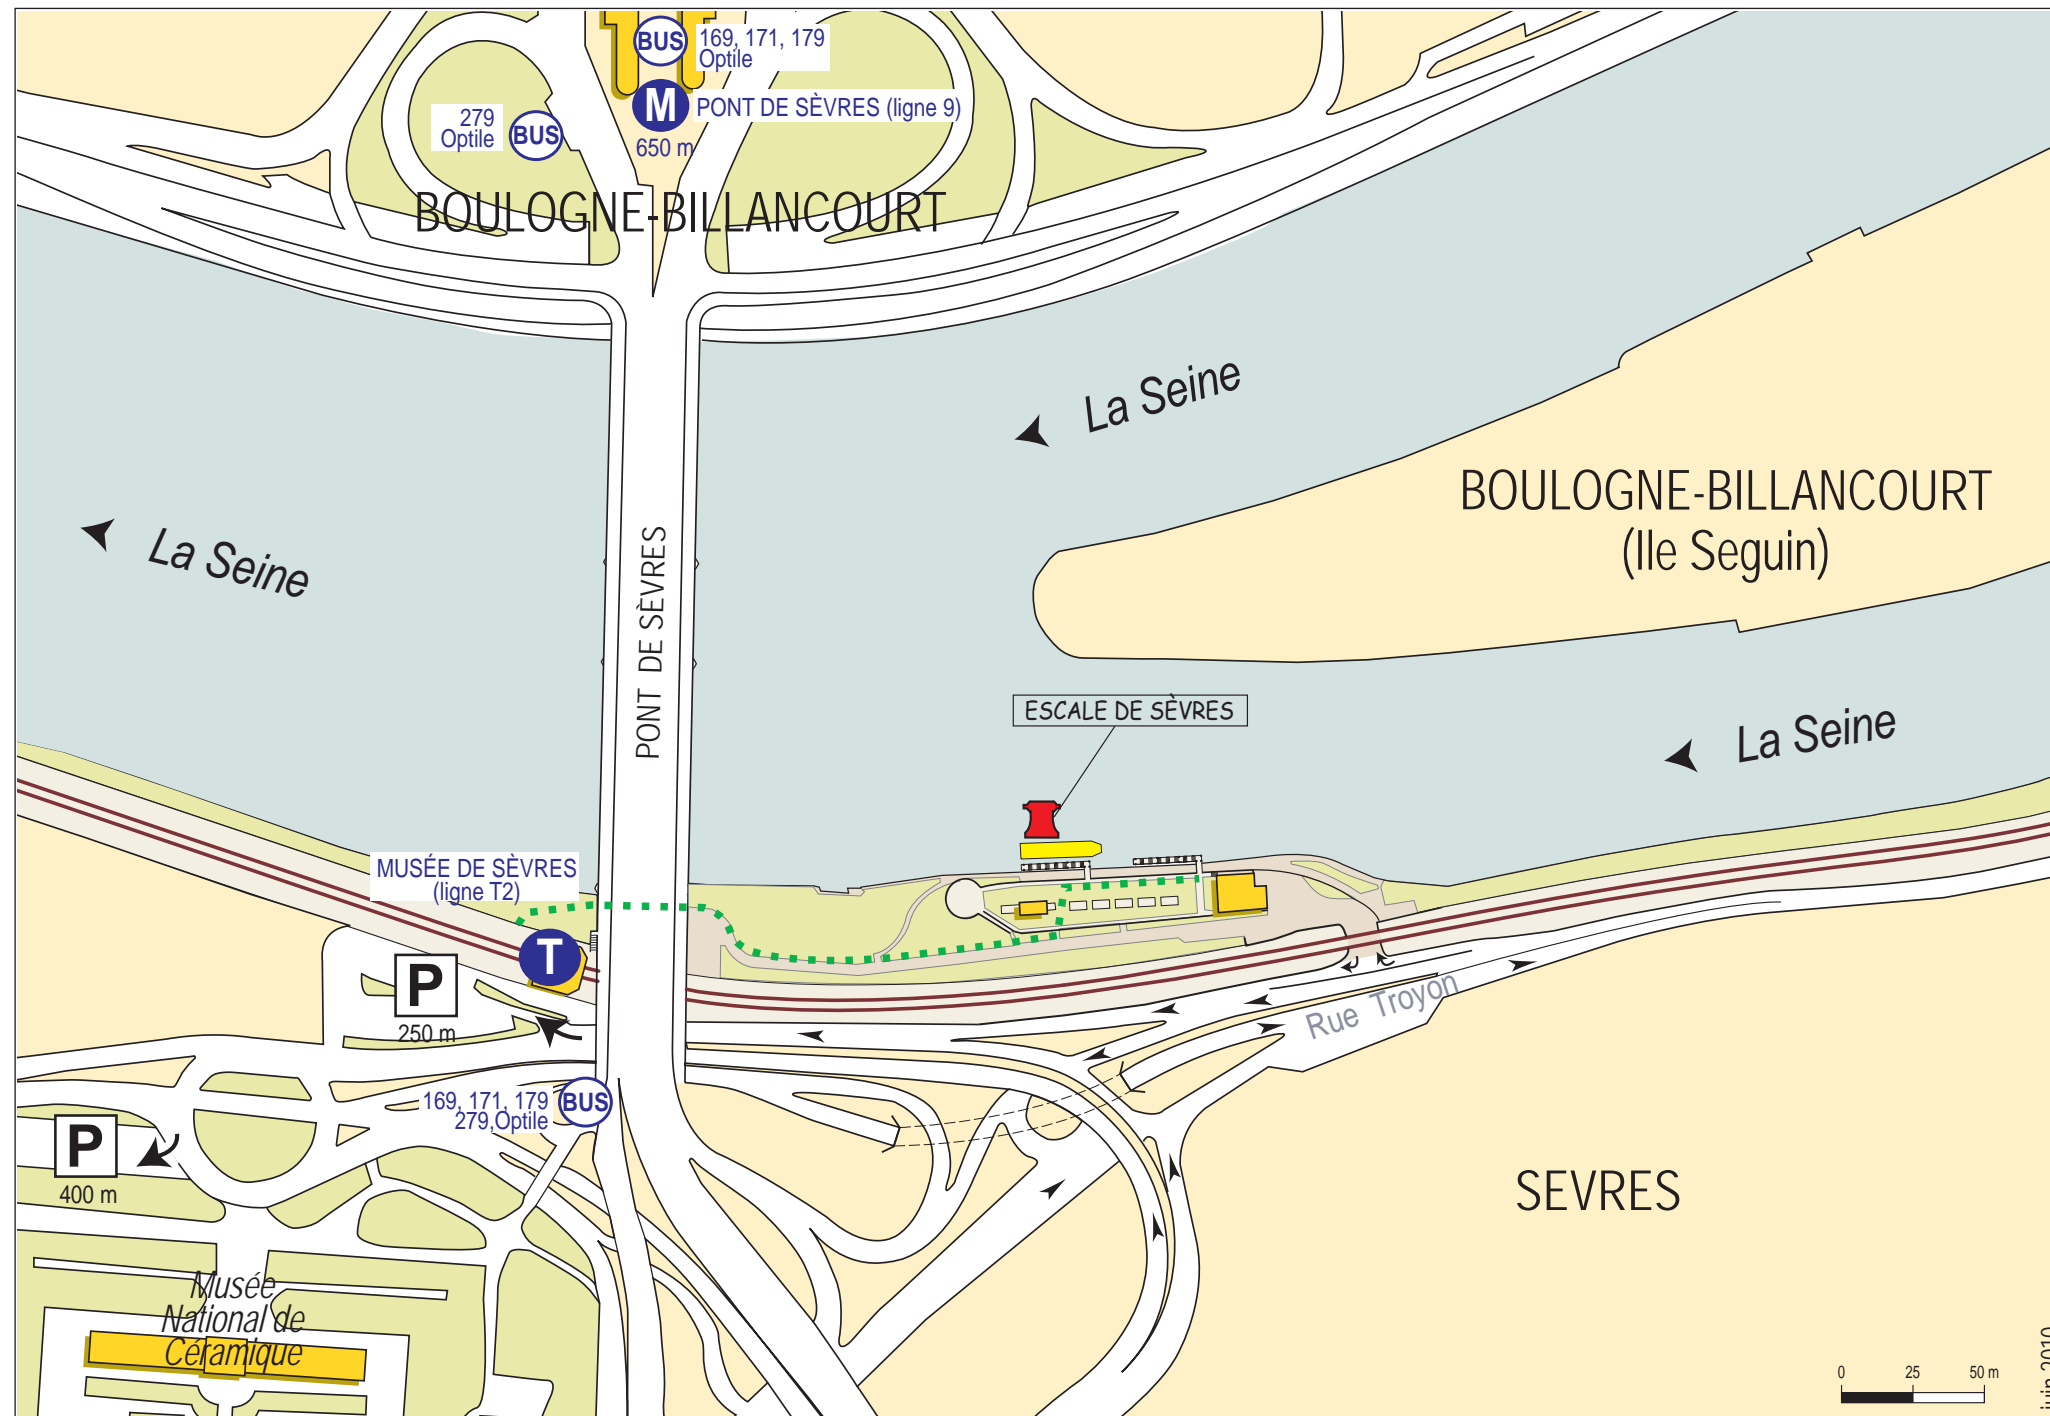 BUS
169, 171, 179
Optile
M
PONT DE SÈVRES (ligne 9)
650 m
279
Optile
BUS
BOULOGNE-BILLANCOURT
La Seine
La Seine
BOULOGNE-BILLANCOURT
(Ile Seguin)
PONT DE SÈVRES
ESCALE DE SÈVRES
La Seine
MUSÉE DE SÈVRES
(ligne T2)
T
P
250 m
Rue Troyon
169, 171, 179
279,Optile
BUS
P
400 m
SEVRES
Musée
National de
Céramique
0 25 50 m
juin 2010